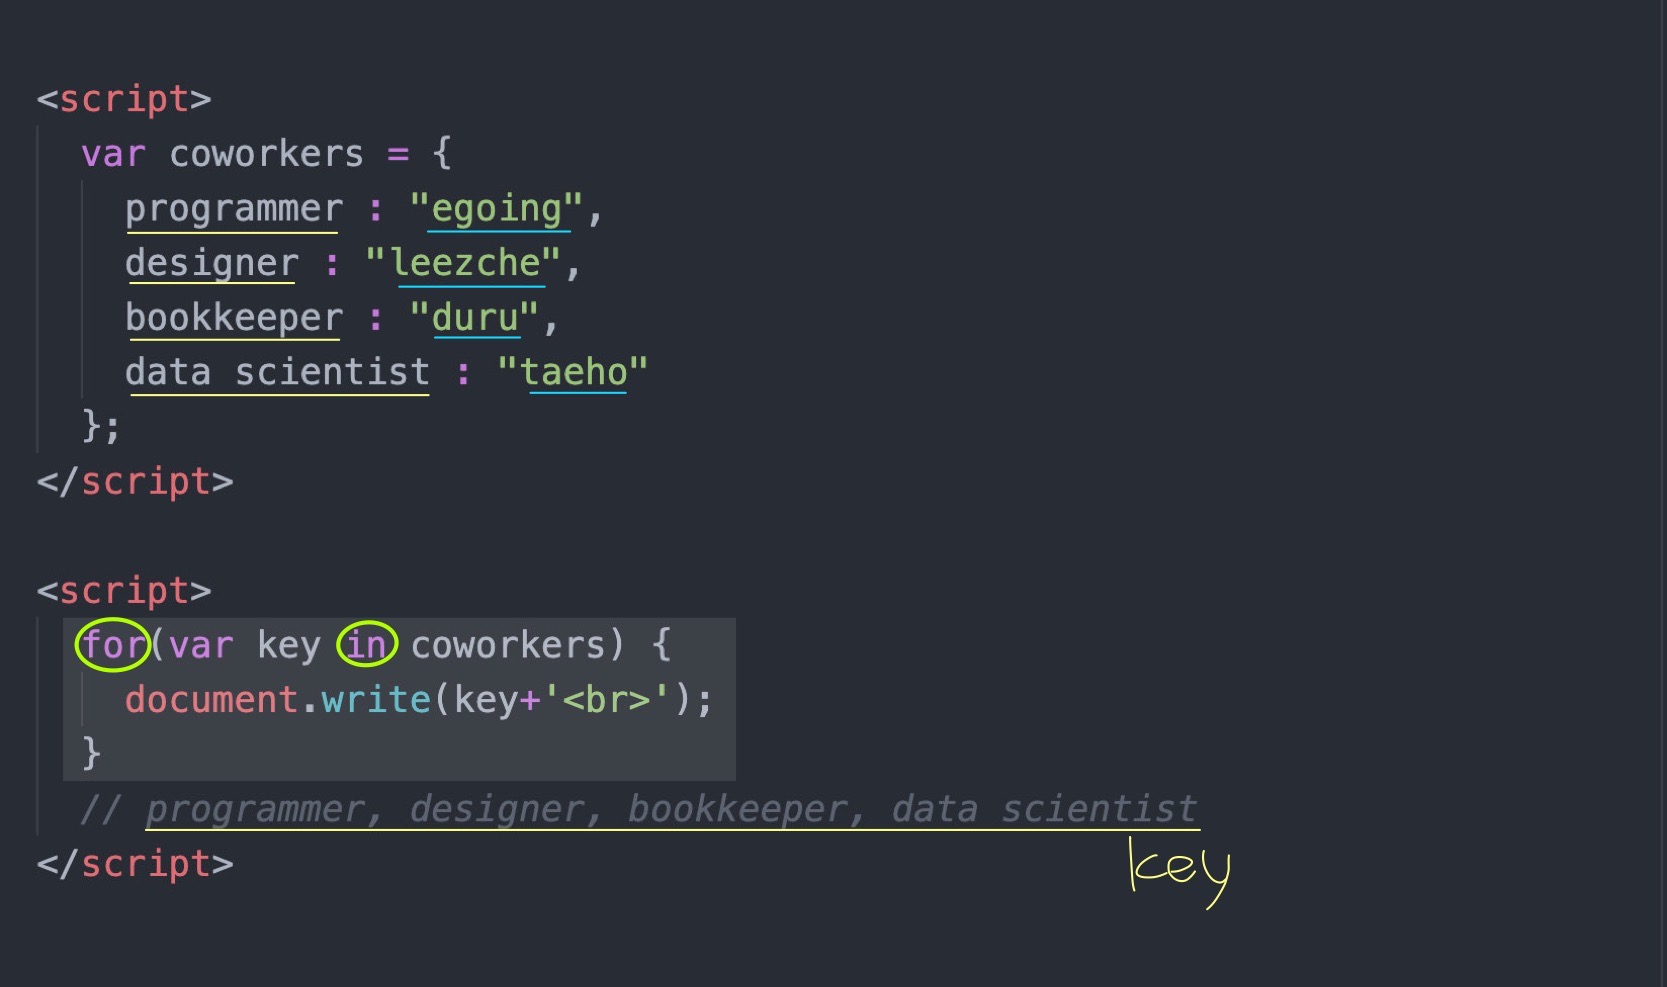 <script>
var coworkers = {
programmer : "egoing",
designer : "leezche",
bookkeeper : "duru",
data scientist : "taeho"
};
</script>
<script>
for(var key in coworkers) {
document.write(key+'<br>');
}
// programmer, designer, bookkeeper, data scientist
</script>
key